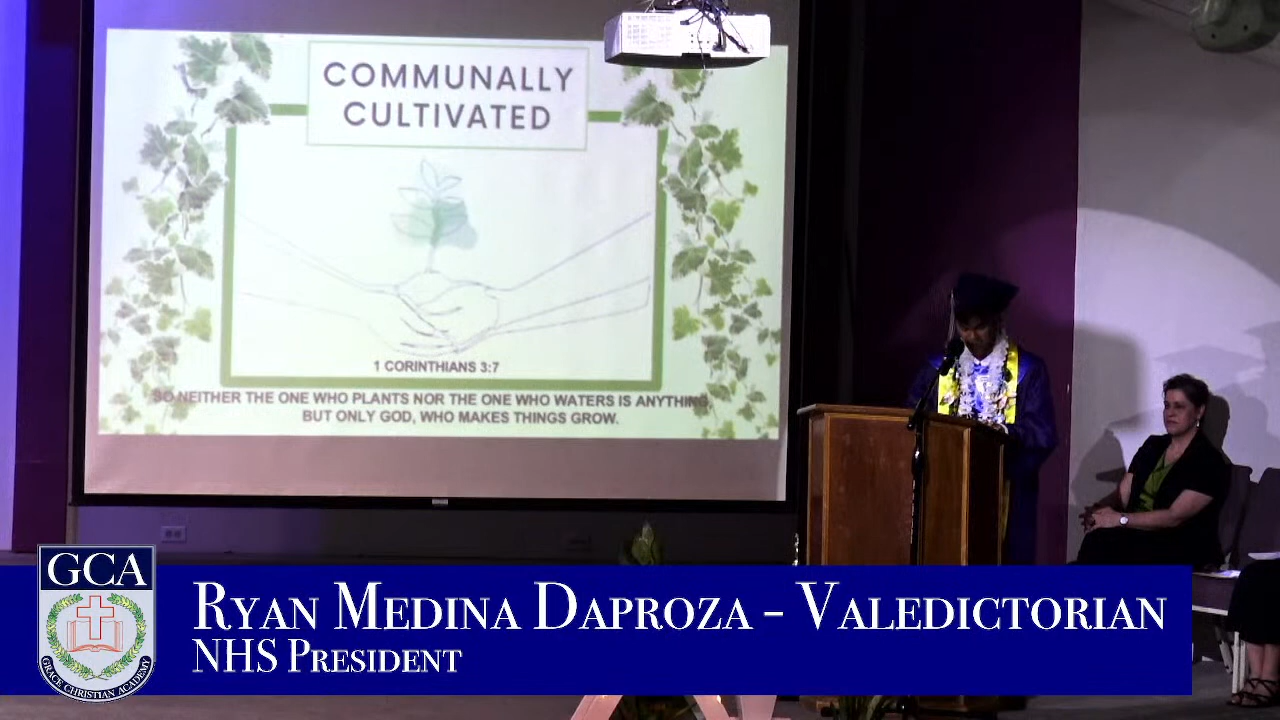 COMMUNALLY
CULTIVATED
1 CORINTHIANS 3:7
SO NEITHER THE ONE WHO PLANTS NOR THE ONE WHO WATERS IS ANYTHING,
BUT ONLY GOD, WHO MAKES THINGS GROW.
GCA
GRACE CHRISTIAN ACADEMY
Ryan Medina Daproza - Valedictorian
NHS President